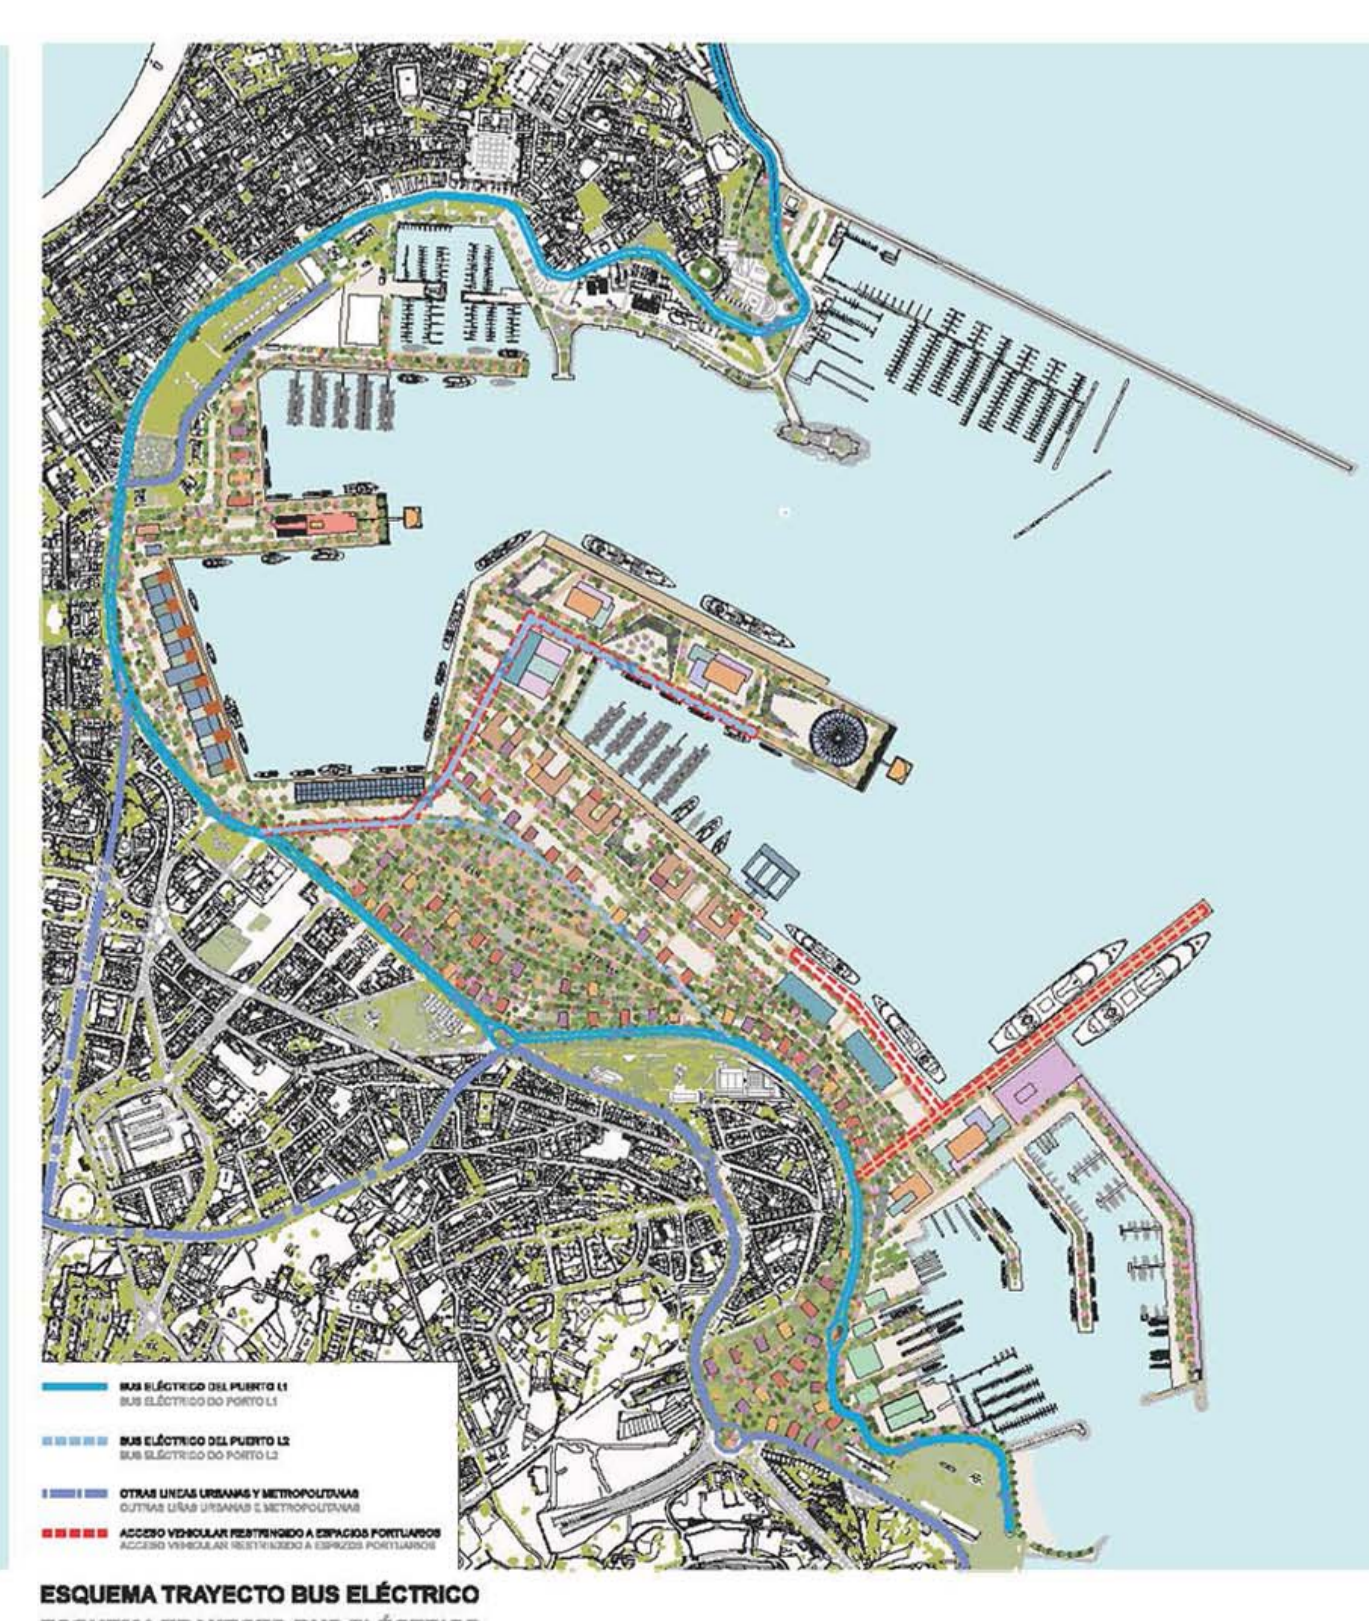 BUS ELÉCTRICO DEL PUERTO L1
BUS ELÉCTRICO DO PORTO L1
BUS ELÉCTRICO DEL PUERTO L2
BUS ELÉCTRICO DO PORTO L2
OTRAS LINEAS URBANAS Y METROPOLITANAS
OUTRAS LIÑAS URBANAS E METROPOLITANAS
ACCESO VEHICULAR RESTRINGIDO A ESPACIOS PORTUARIOS
ACCESO VEHICULAR RESTRINXIDO A ESPAZOS PORTUARIOS
ESQUEMA TRAYECTO BUS ELÉCTRICO